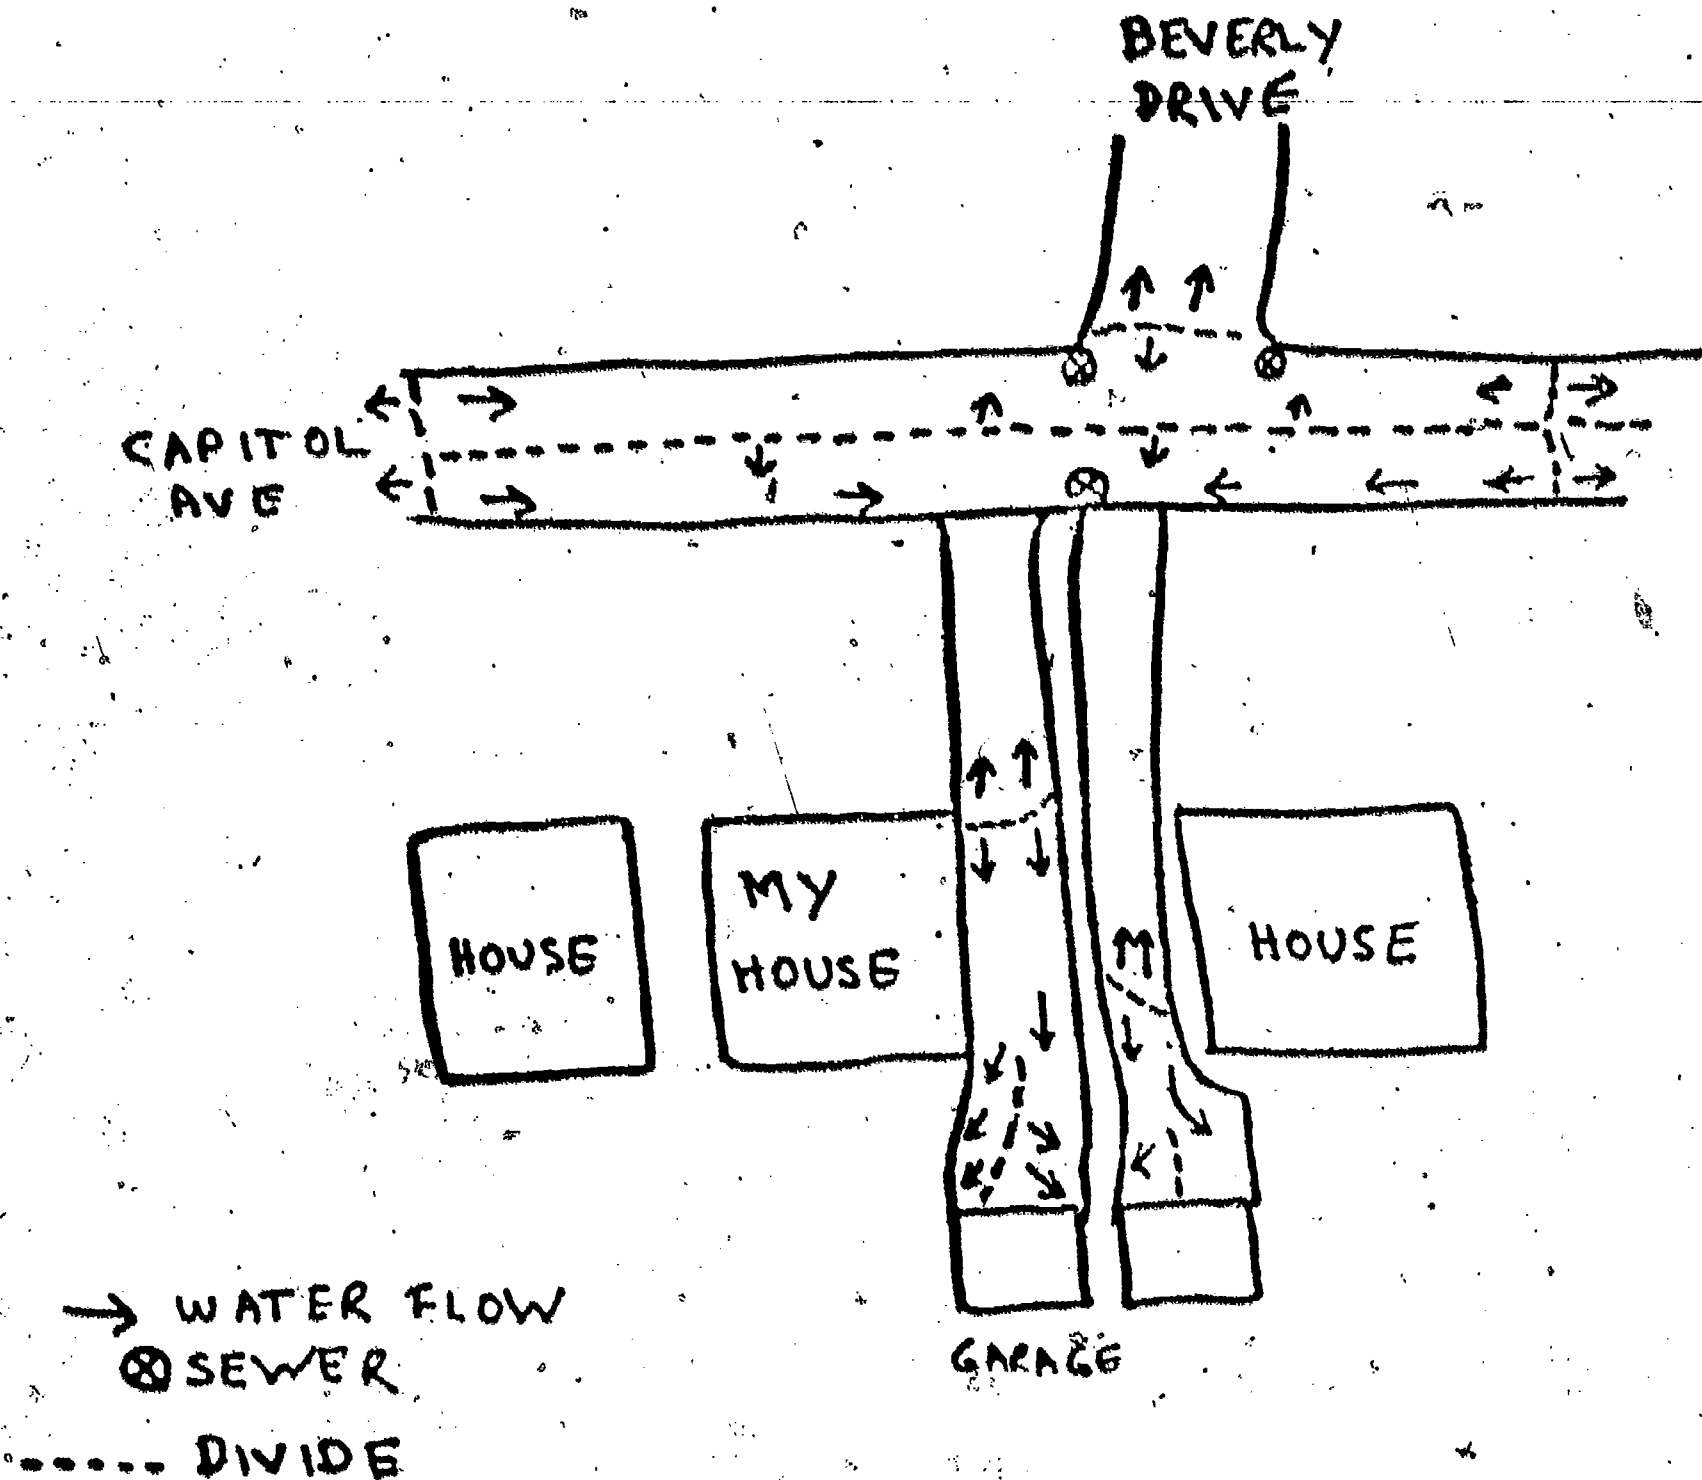 BEVERLY
DRIVE
CAPITOL
AVE
HOUSE
MY
HOUSE
HOUSE
WATER FLOW
SEWER
DIVIDE
GARAGE